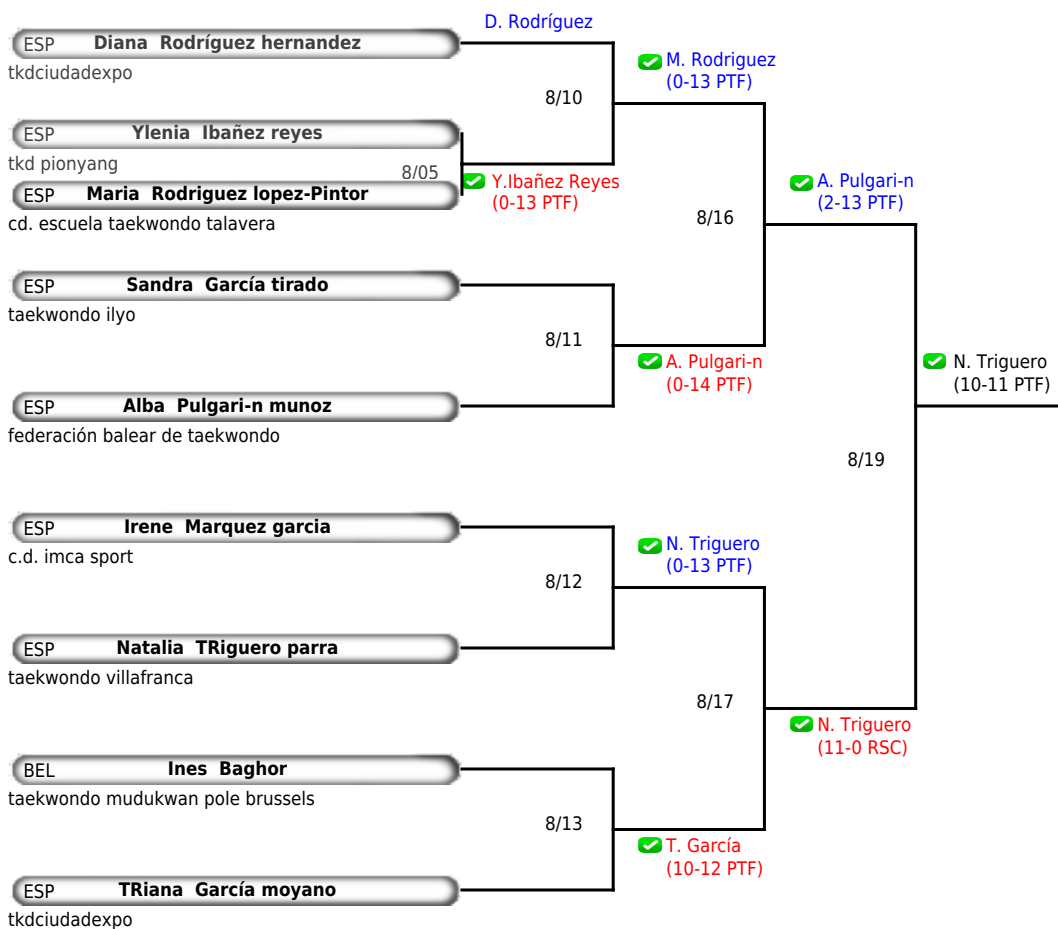 D. Rodríguez
ESP Diana Rodríguez hernandez
tkdciudadexpo
M. Rodriguez
(0-13 PTF)
8/10
ESP Ylenia Ibañez reyes
tkd pionyang
8/05
Y.Ibañez Reyes
(0-13 PTF)
ESP Maria Rodriguez lopez-Pintor
cd. escuela taekwondo talavera
A. Pulgari-n
(2-13 PTF)
8/16
ESP Sandra García tirado
taekwondo ilyo
8/11
A. Pulgari-n
(0-14 PTF)
N. Triguero
(10-11 PTF)
ESP Alba Pulgari-n munoz
federación balear de taekwondo
8/19
ESP Irene Marquez garcia
c.d. imca sport
N. Triguero
(0-13 PTF)
8/12
ESP Natalia TRiguero parra
taekwondo villafranca
8/17
N. Triguero
(11-0 RSC)
BEL Ines Baghor
taekwondo mudukwan pole brussels
8/13
T. García
(10-12 PTF)
ESP TRiana García moyano
tkdciudadexpo